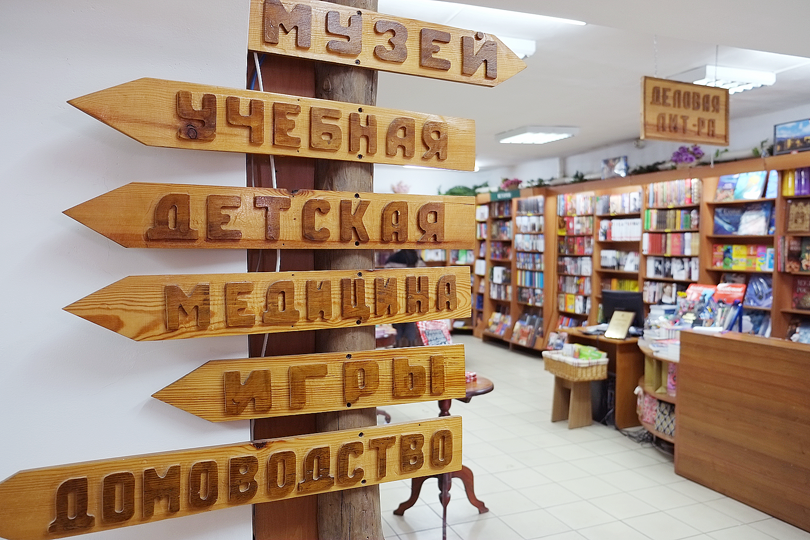 МУЗЕЙ
УЧЕБНАЯ
ДЕТСКАЯ
МЕДИЦИНА
ИГРЫ
ДОМОВОДСТВО
ДЕЛОВАЯ
ЛИТ-РА